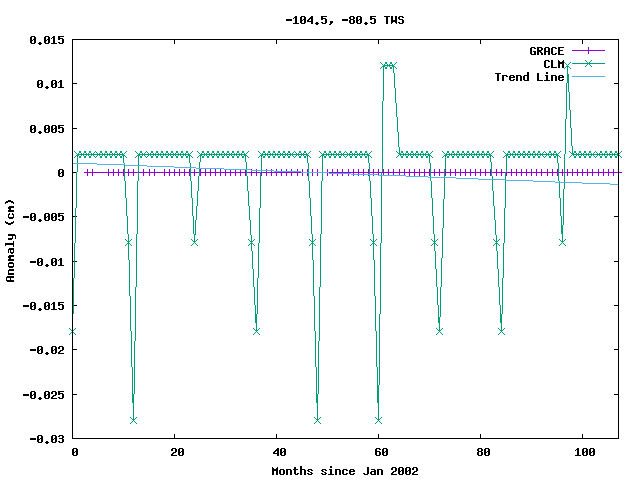 -104.5, -80.5 TWS
0.015
0.01
0.005
0
-0.005
-0.01
-0.015
-0.02
-0.025
-0.03
Anomaly (cm)
GRACE
CLM
Trend Line
0 20 40 60 80 100
Months since Jan 2002